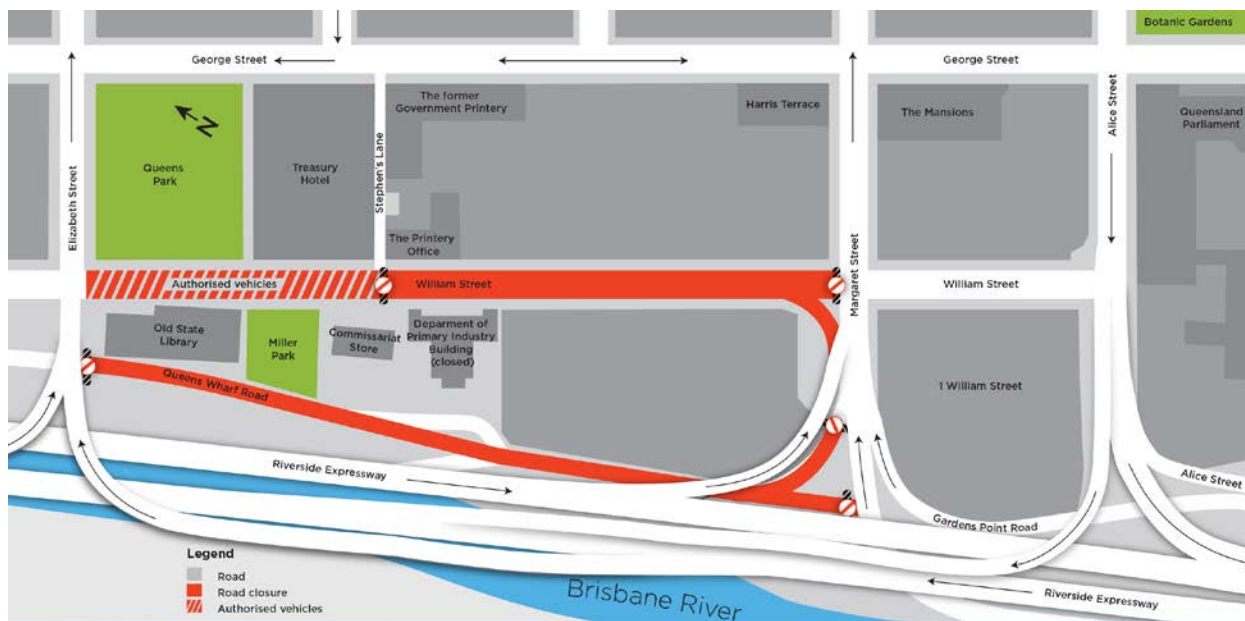 Botanic Gardens
George Street
George Street
The former
Government Printery
Harris Terrace
The Mansions
Alice Street
Queensland
Parliament
N
Queens
Park
Treasury
Hotel
Stephen's Lane
Elizabeth Street
The Printery
Office
Margaret Street
Authorised vehicles
William Street
William Street
Old State
Library
Miller
Park
Commissariat
Store
Deparment of
Primary Industry
Building
(closed)
1 William Street
Queens Wharf Road
Riverside Expressway
Alice Street
Gardens Point Road
Legend
Road
Road closure
Authorised vehicles
Brisbane River
Riverside Expressway